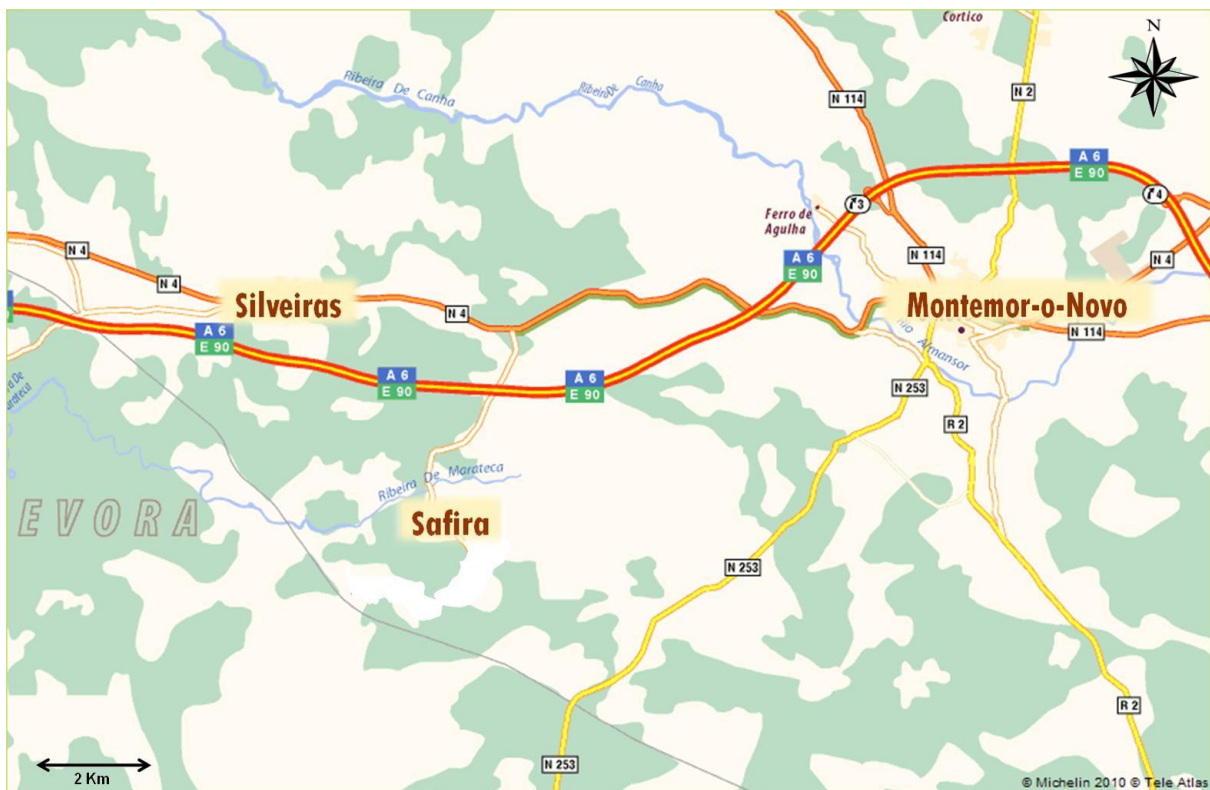 Cortico
N
Ribeira De Canha
Ribeira De
Canha
N 114
N 2
A 6
E 90
3
4
Ferro de
Agulha
N 4
A 6
E 90
N 114
N 4
N 4
Silveiras
N 4
Montemor-o-Novo
A 6
E 90
N 114
Almansor
A 6
E 90
A 6
E 90
N 253
R 2
Ribeira De Marateca
EVORA
Safira
N 253
R 2
N 253
2 Km
© Michelin 2010 © Tele Atlas